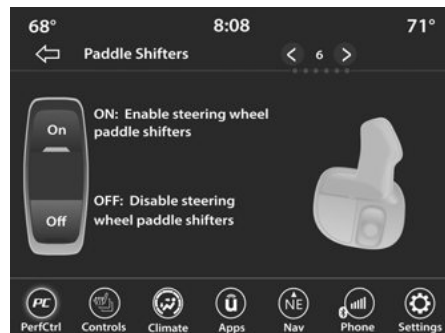 68° 8:08 71°
Paddle Shifters 6
On
ON: Enable steering wheel
paddle shifters
Off
OFF: Disable steering
wheel paddle shifters
PC û NE
PerfCtrl Controls Climate Apps Nav Phone Settings